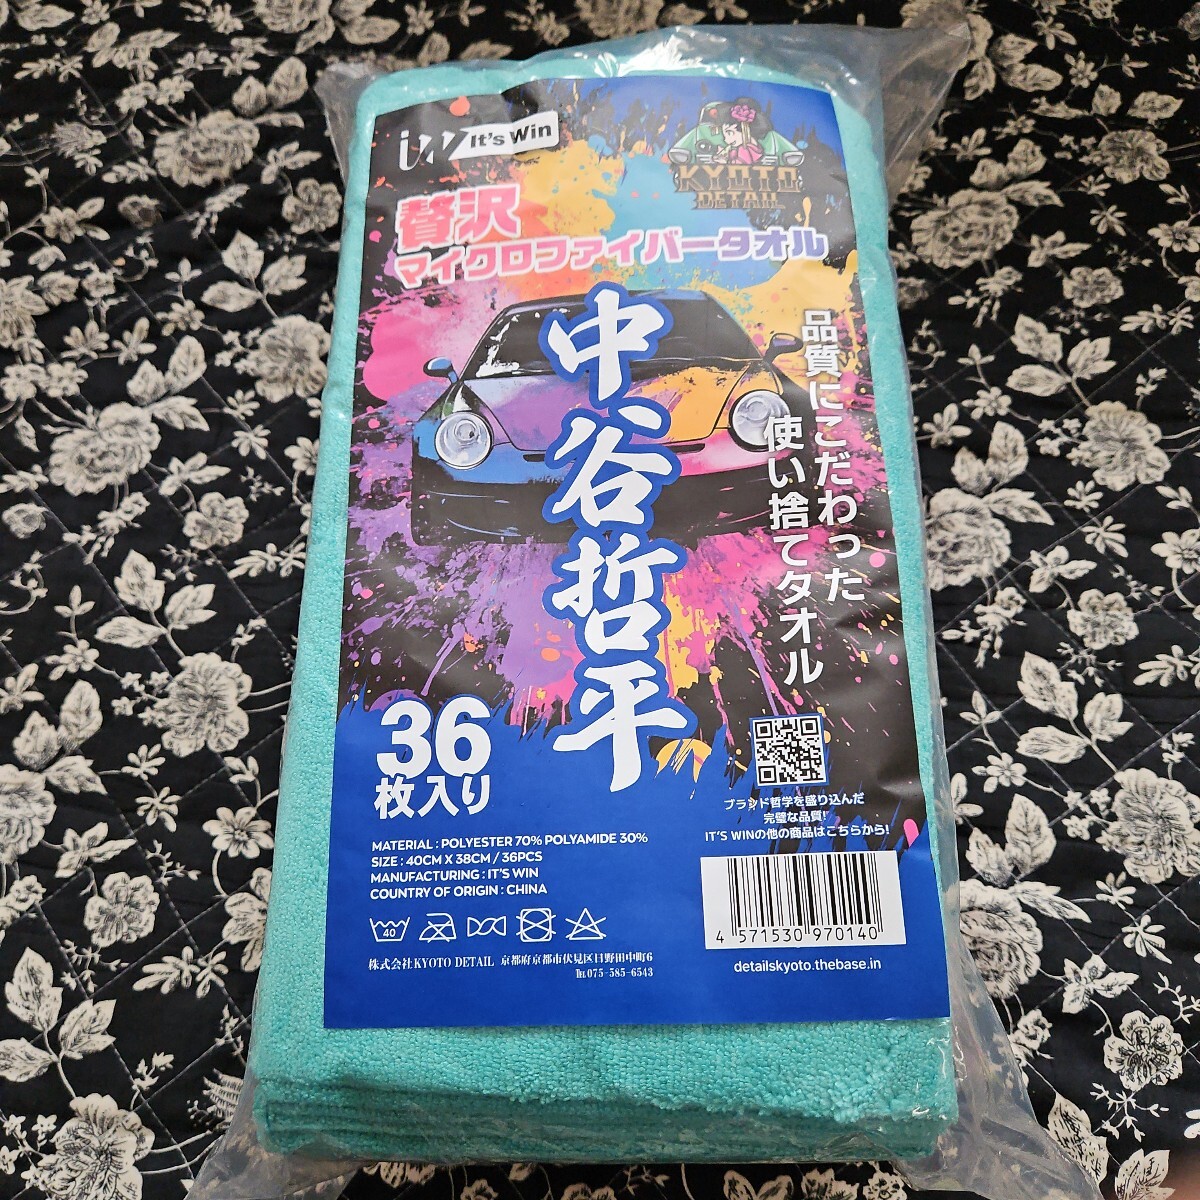 iW It's Win
KYOTO
DETAIL
贅沢
マイクロファイバータオル
中谷哲平
品質にこだわった
使い捨てタオル
36
枚入り
ブランド哲学を盛り込んだ
完璧な品質!
IT'S WINの他の商品はこちらから!
MATERIAL : POLYESTER 70% POLYAMIDE 30%
SIZE : 40CM X 38CM / 36PCS
MANUFACTURING : IT'S WIN
COUNTRY OF ORIGIN : CHINA
40
4 571530 970140
株式会社KYOTO DETAIL 京都府京都市伏見区日野田中町6
℡075-585-6543
detailskyoto.thebase.in